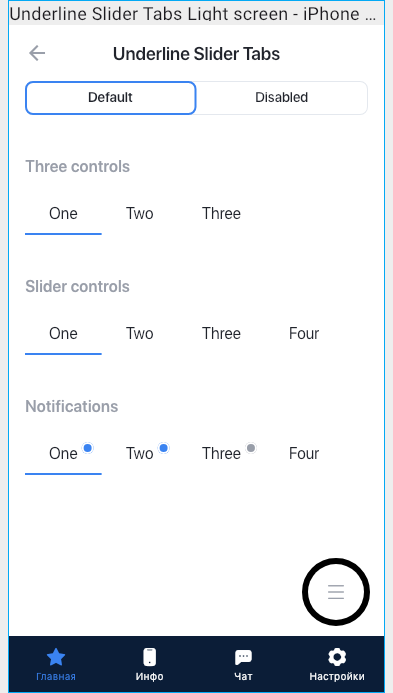 Underline Slider Tabs Light screen - iPhone ...
Underline Slider Tabs
Default Disabled
Three controls
One Two Three
Slider controls
One Two Three Four
Notifications
One Two Three Four
Главная Инфо Чат Настройки